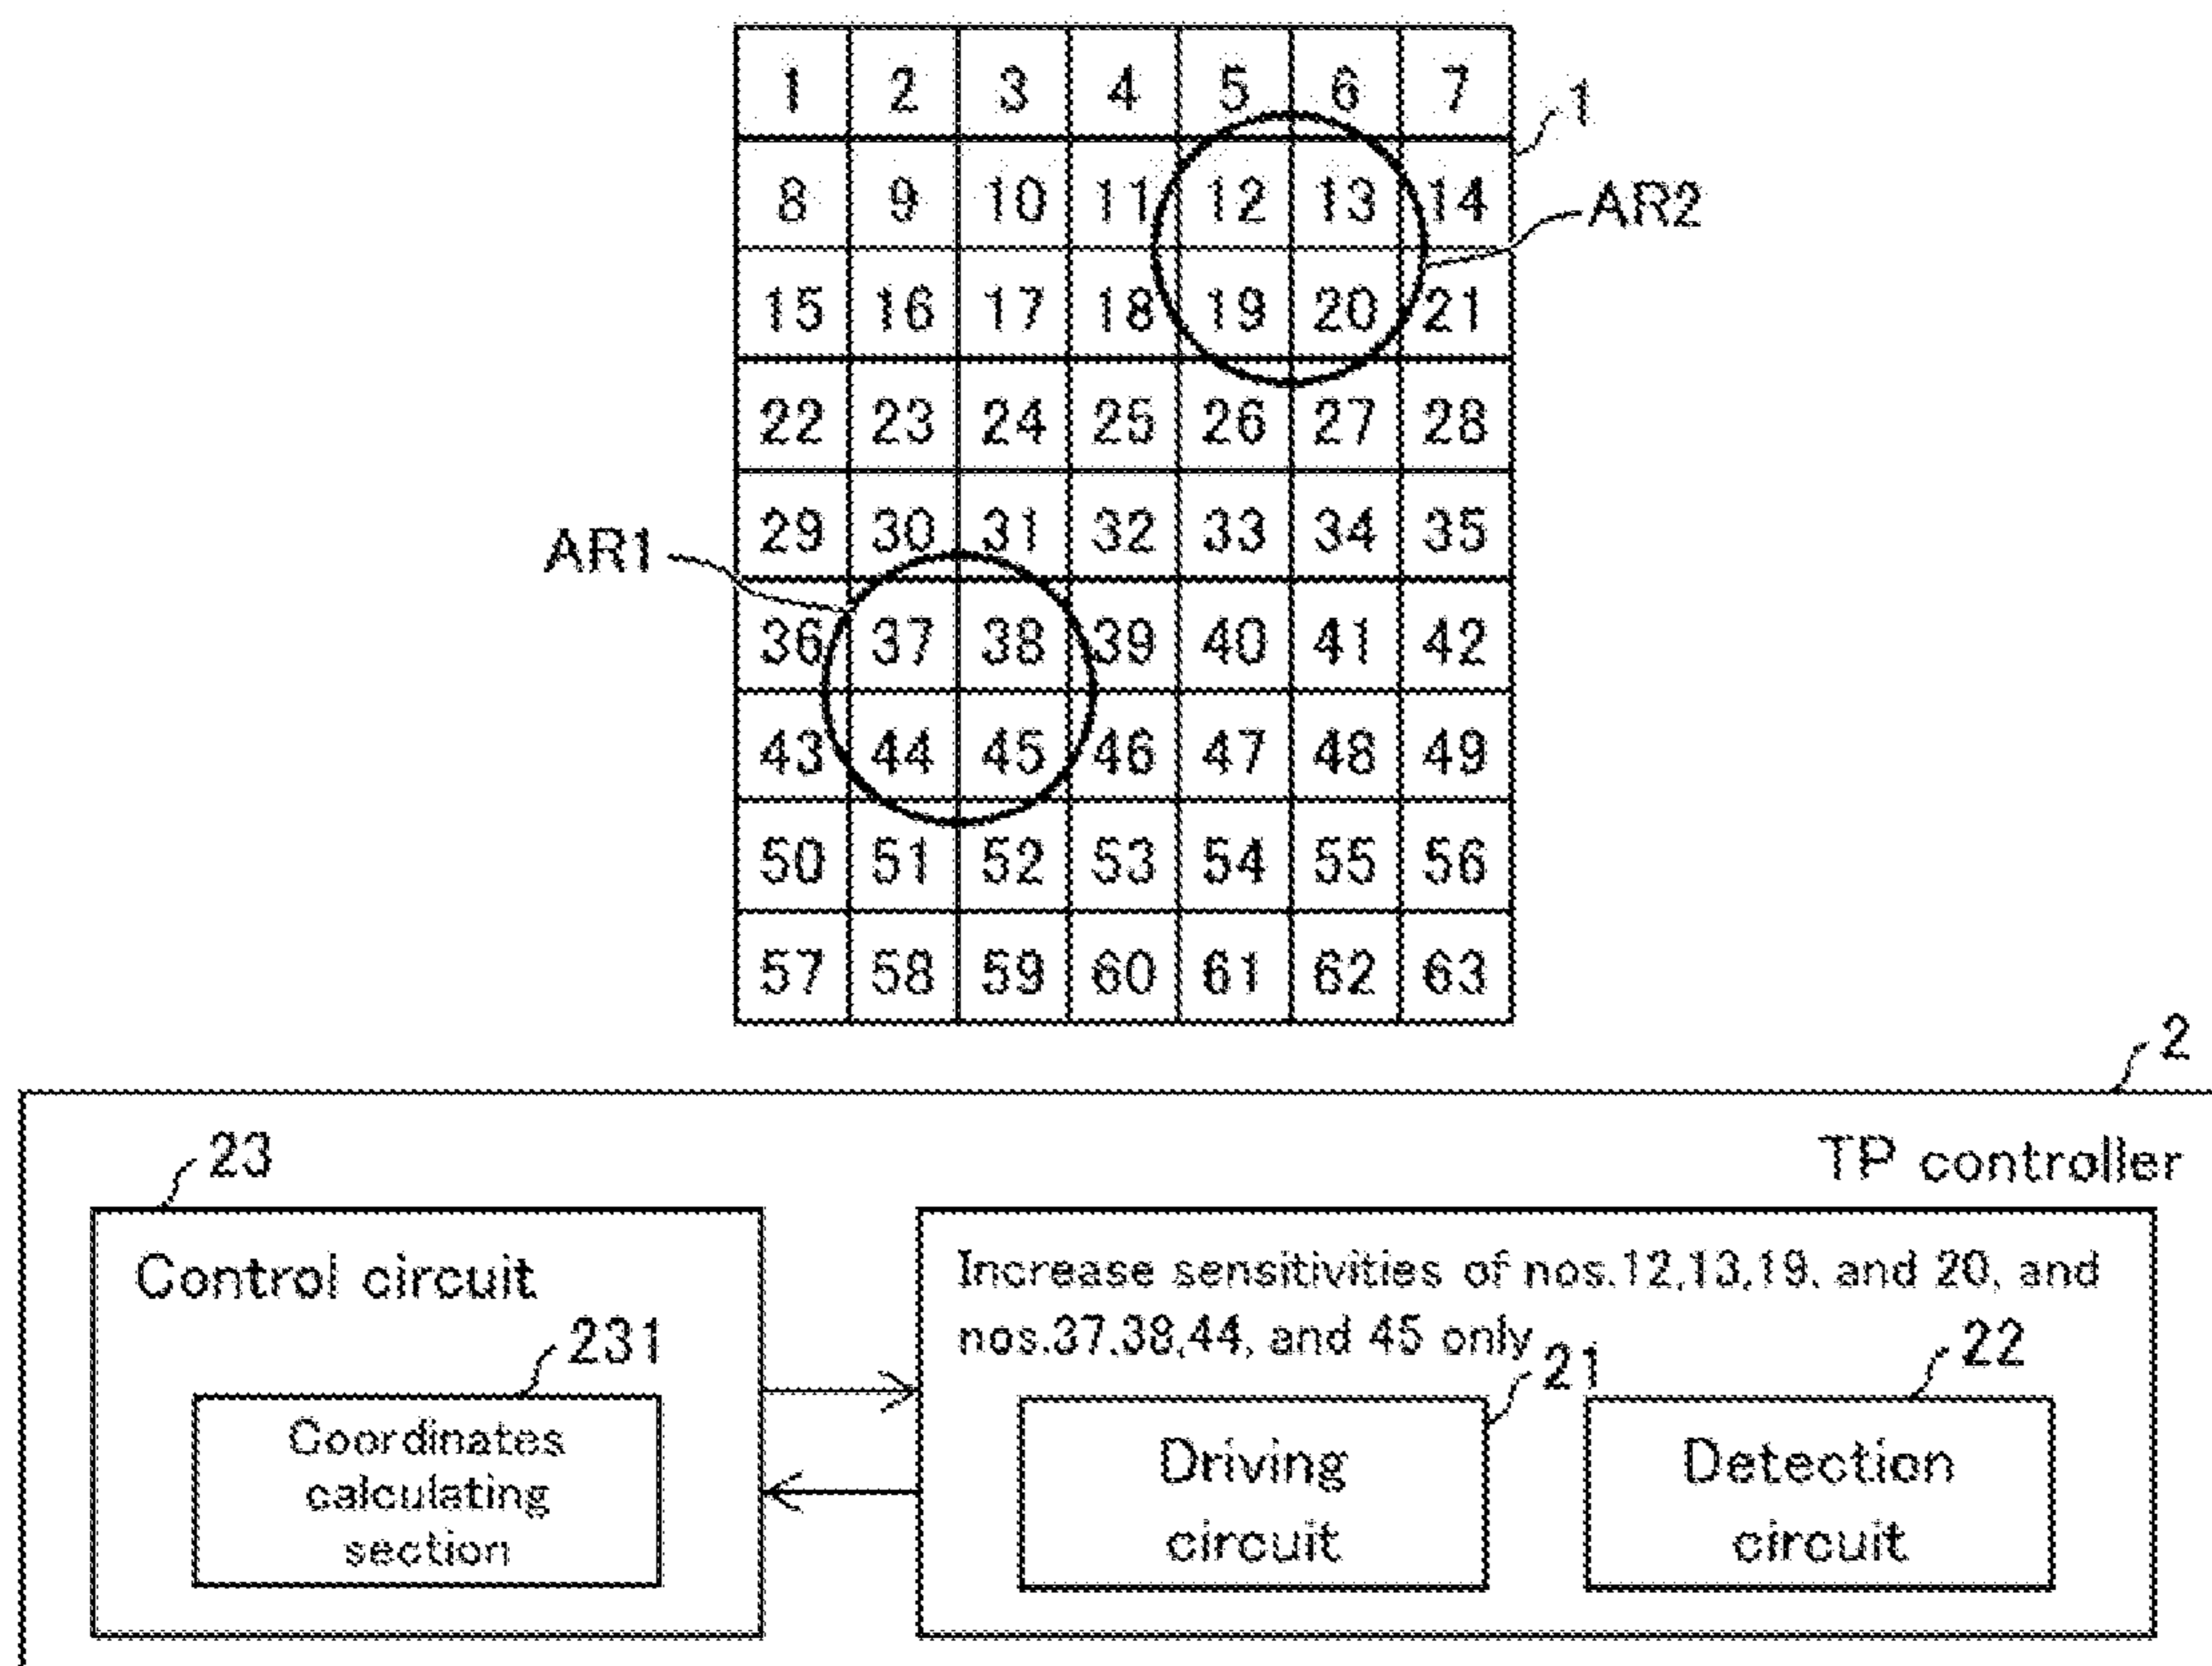 1 2 3 4 5 6 7
1
8 9 10 11 12 13 14
AR2
15 16 17 18 19 20 21
22 23 24 25 26 27 28
29 30 31 32 33 34 35
AR1
36 37 38 39 40 41 42
43 44 45 46 47 48 49
50 51 52 53 54 55 56
57 58 59 60 61 62 63
2
TP controller
23
Control circuit
231
Coordinates
calculating
section
Increase sensitivities of nos.12,13,19. and 20, and
nos.37.38,44, and 45 only
21
Driving
circuit
22
Detection
circuit